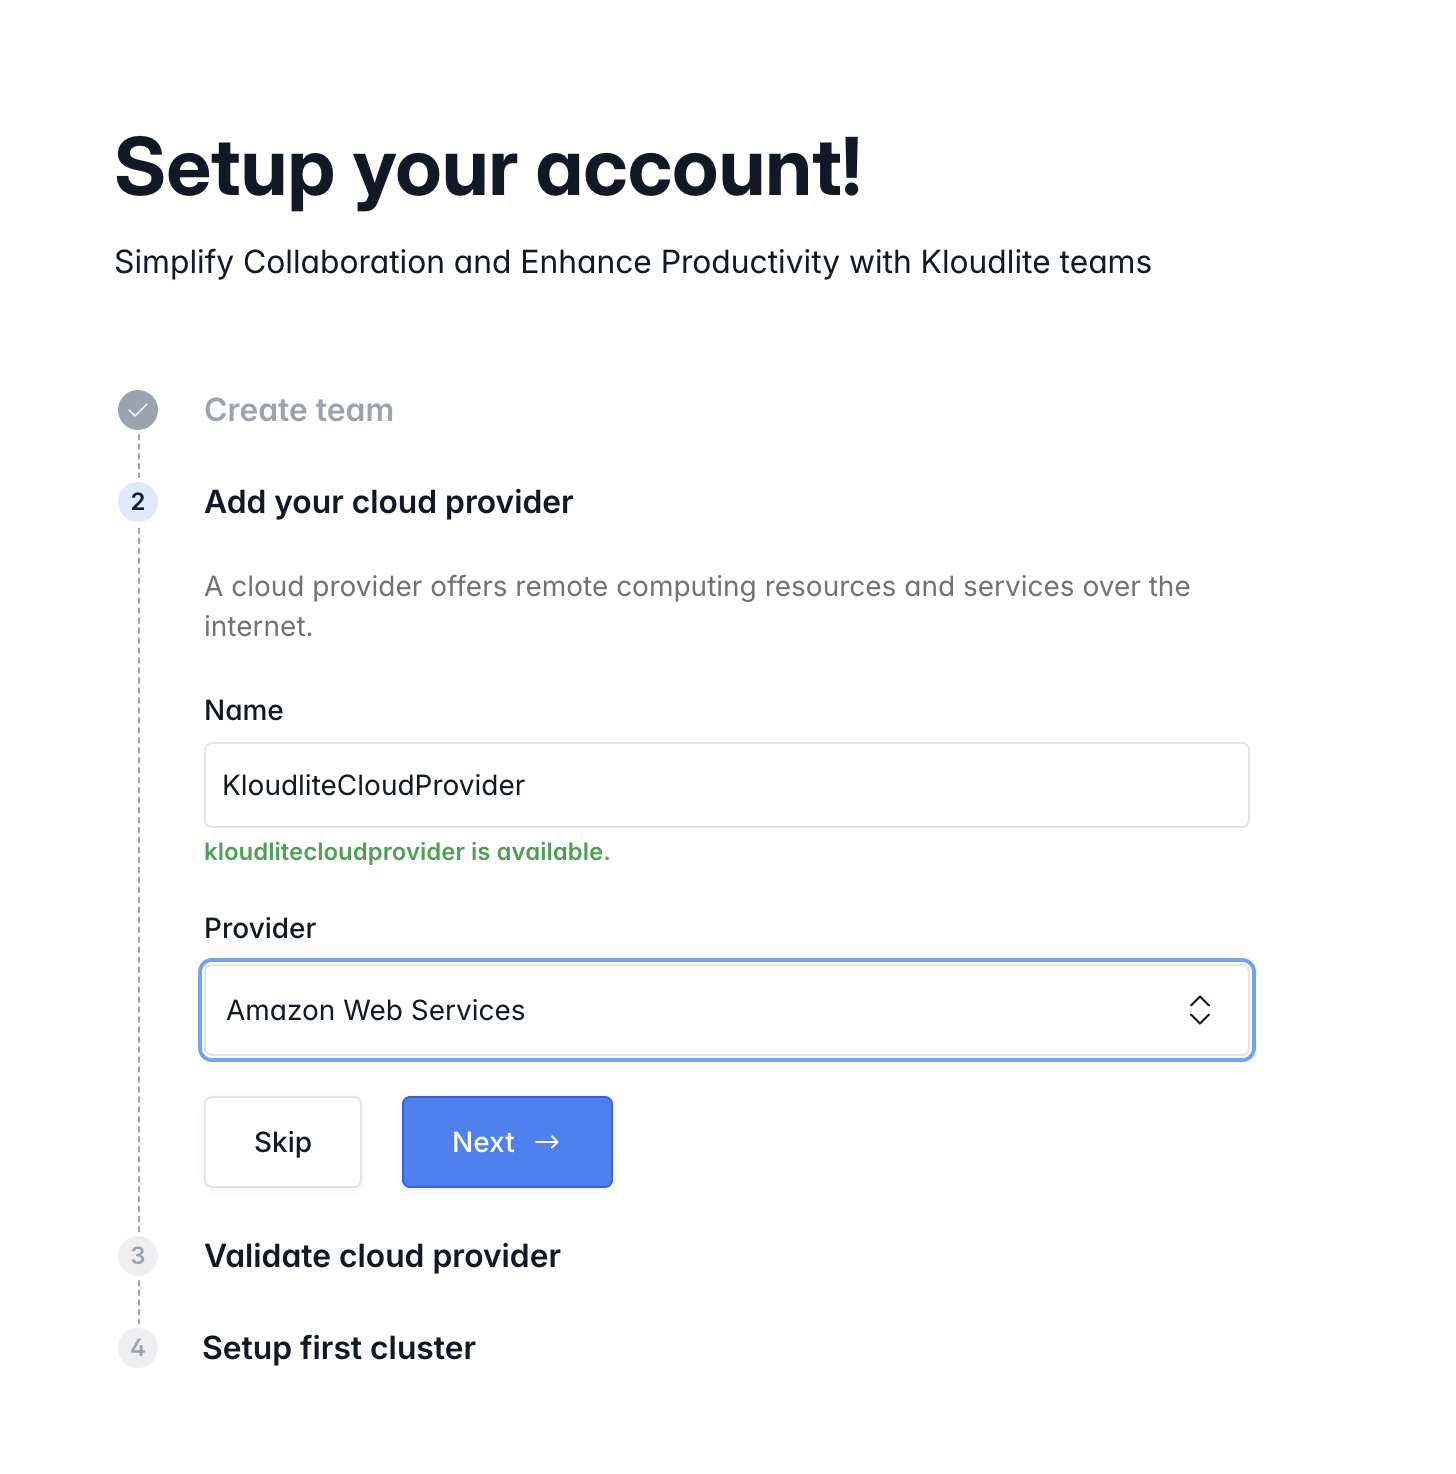 Setup your account!
Simplify Collaboration and Enhance Productivity with Kloudlite teams
Create team
2
Add your cloud provider
A cloud provider offers remote computing resources and services over the
internet.
Name
KloudliteCloudProvider
kloudlitecloudprovider is available.
Provider
Amazon Web Services
Skip
Next →
3
Validate cloud provider
4
Setup first cluster